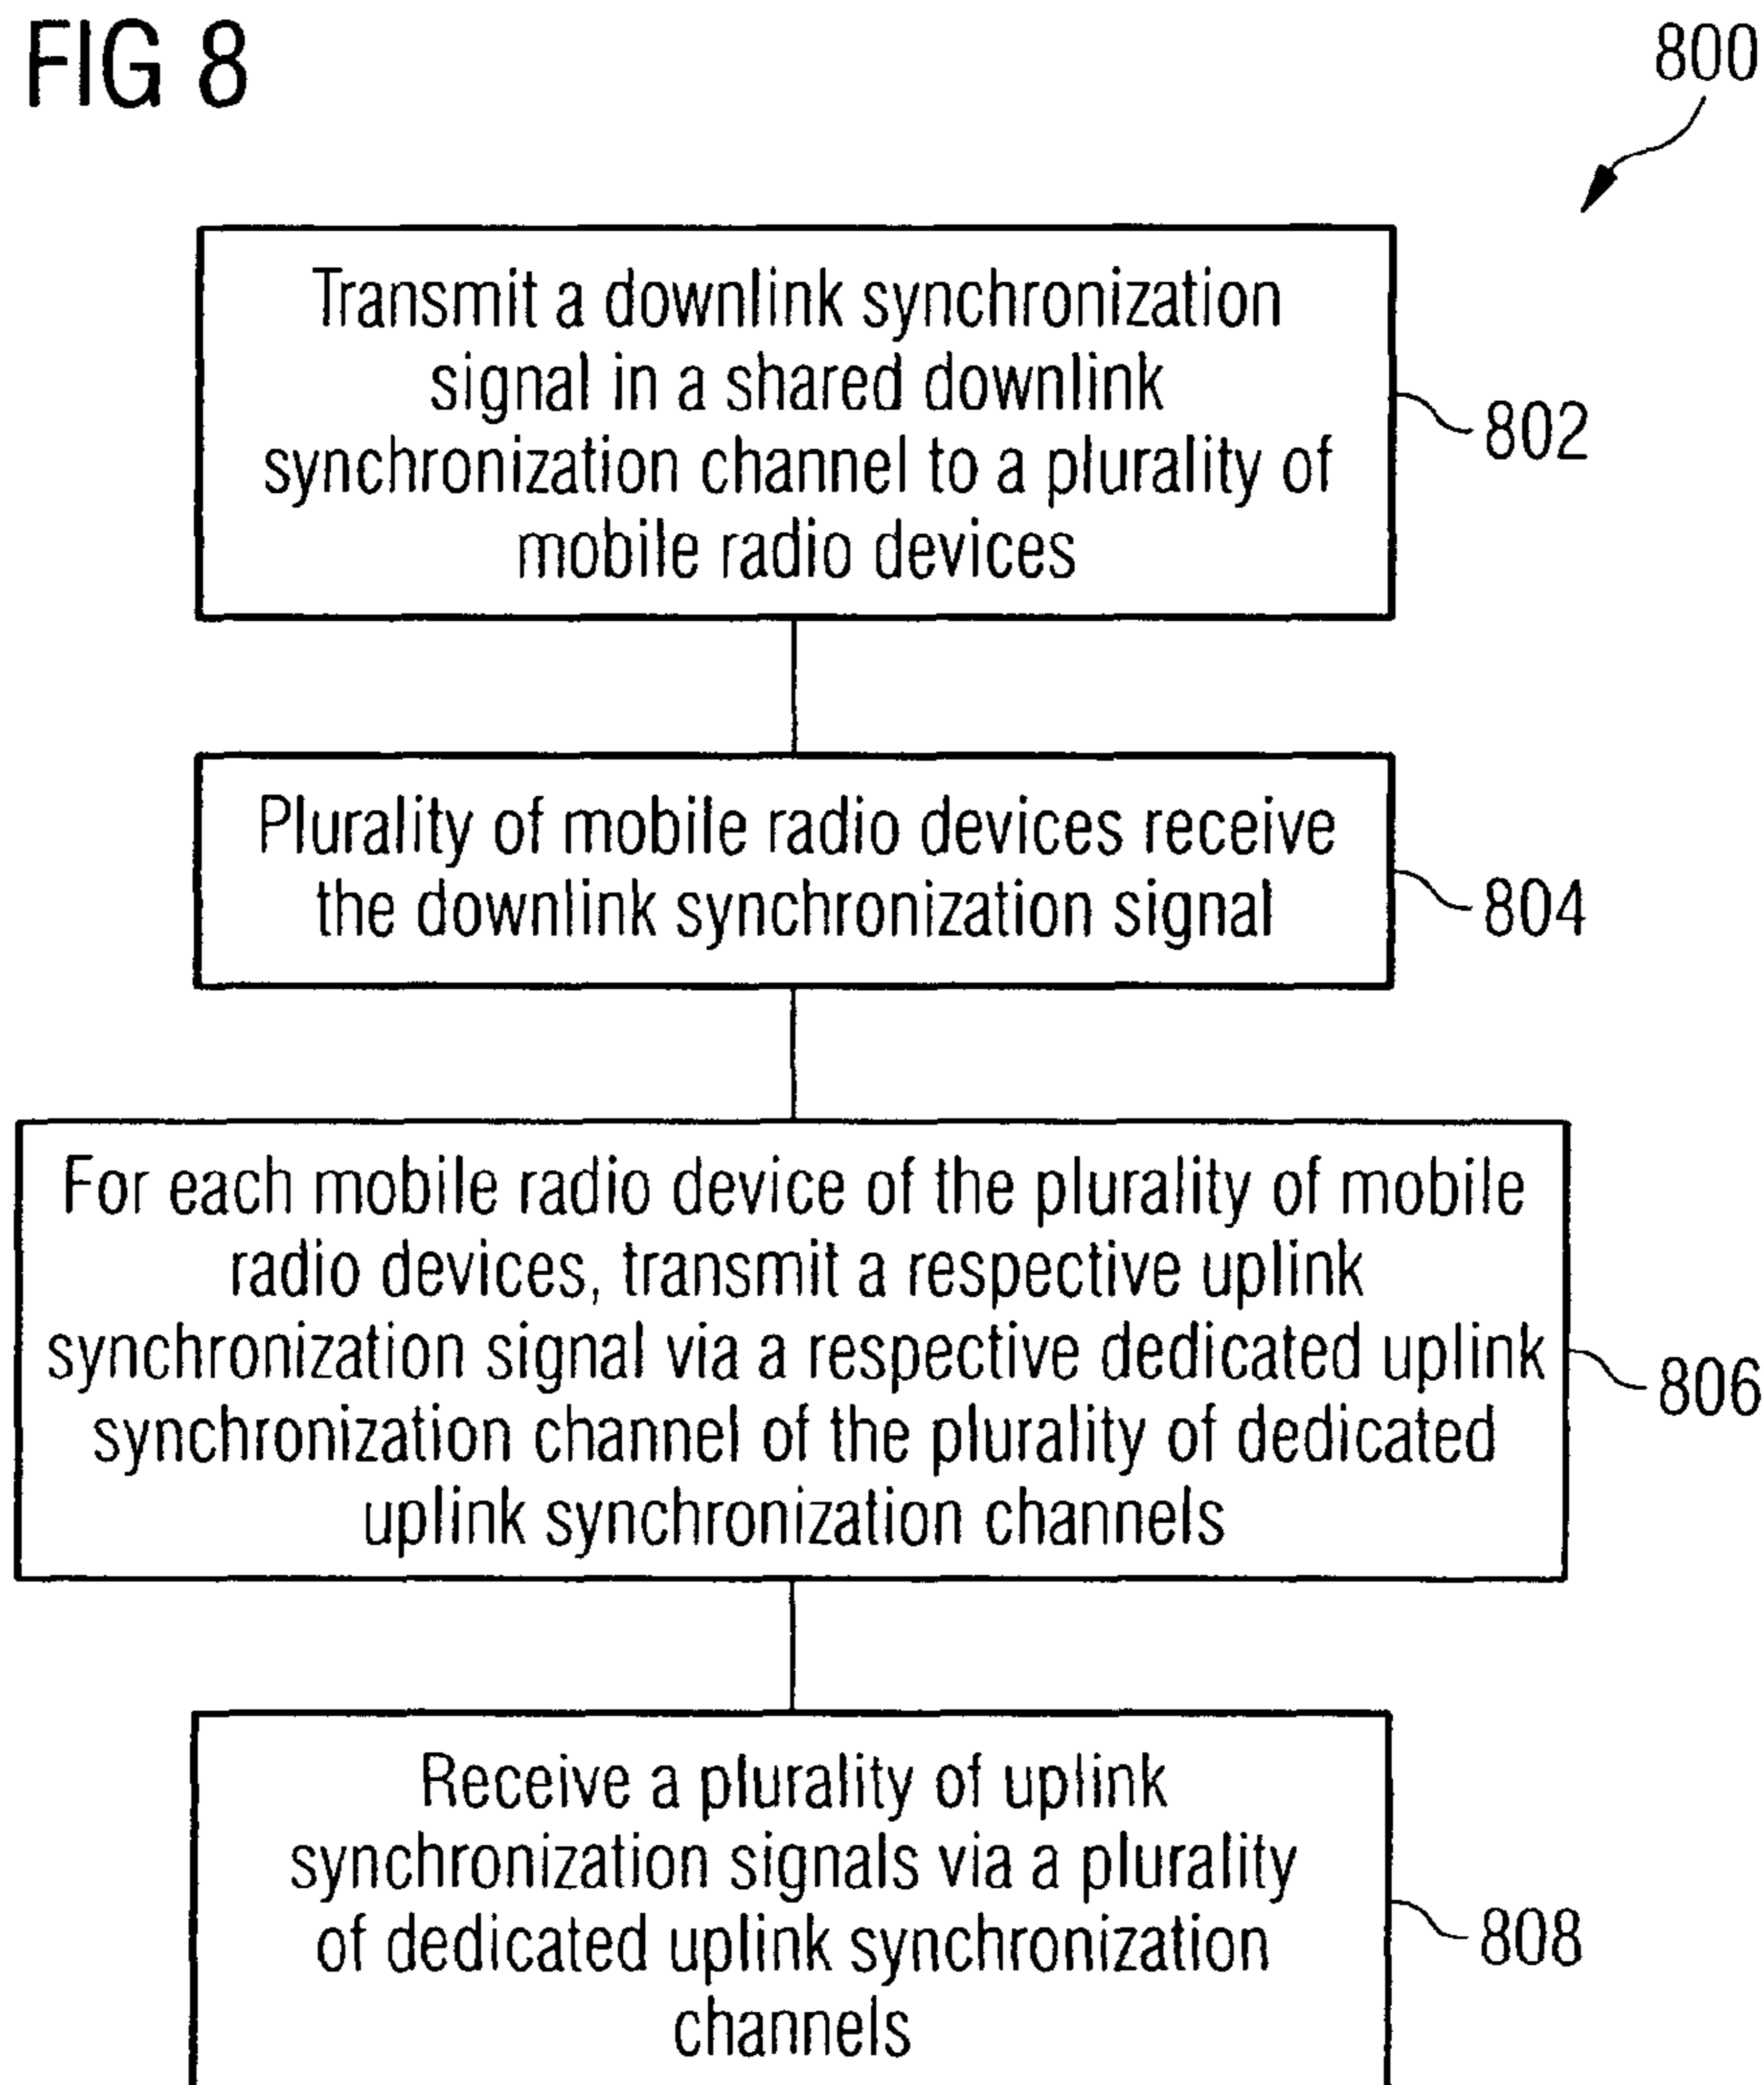 FIG 8
800
Transmit a downlink synchronization
signal in a shared downlink
synchronization channel to a plurality of
mobile radio devices
802
Plurality of mobile radio devices receive
the downlink synchronization signal
804
For each mobile radio device of the plurality of mobile
radio devices, transmit a respective uplink
synchronization signal via a respective dedicated uplink
synchronization channel of the plurality of dedicated
uplink synchronization channels
806
Receive a plurality of uplink
synchronization signals via a plurality
of dedicated uplink synchronization
channels
808